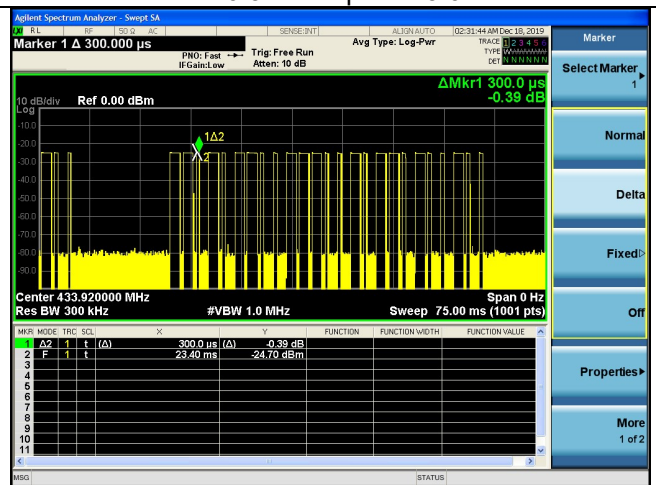 Agilent Spectrum Analyzer - Swept SA
RL RF 50 Ω AC SENSE:INT ALIGN AUTO 02:31:44 AM Dec 18, 2019
Marker 1 Δ 300.000 µs
PNO: Fast Trig: Free Run Avg Type: Log-Pwr TRACE 1 2 3 4 5 6
IFGain:Low Atten: 10 dB TYPE
DET N N N N N N
ΔMkr1 300.0 µs
10 dB/div Ref 0.00 dBm -0.39 dB
Log
-10.0
1Δ2
-20.0
2
-30.0
-40.0
-50.0
-60.0
-70.0
-80.0
-90.0
Center 433.920000 MHz Span 0 Hz
Res BW 300 kHz #VBW 1.0 MHz Sweep 75.00 ms (1001 pts)
MKR MODE TRC SCL X Y FUNCTION FUNCTION WIDTH FUNCTION VALUE
1 Δ2 1 t (Δ) 300.0 µs (Δ) -0.39 dB
2 F 1 t 23.40 ms -24.70 dBm
3
4
5
6
7
8
9
10
11
MSG STATUS
Marker
Select Marker
1
Normal
Delta
Fixed
Off
Properties
More
1 of 2